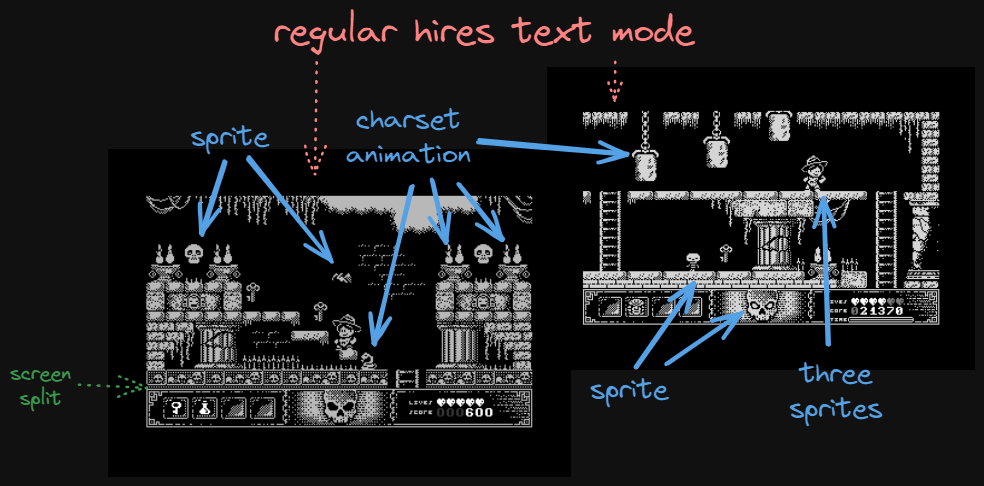 regular hires text mode
sprite
charset
animation
screen
split
LIVES
SCORE 000600
LIVES
SCORE 021370
TIME
sprite
three
sprites